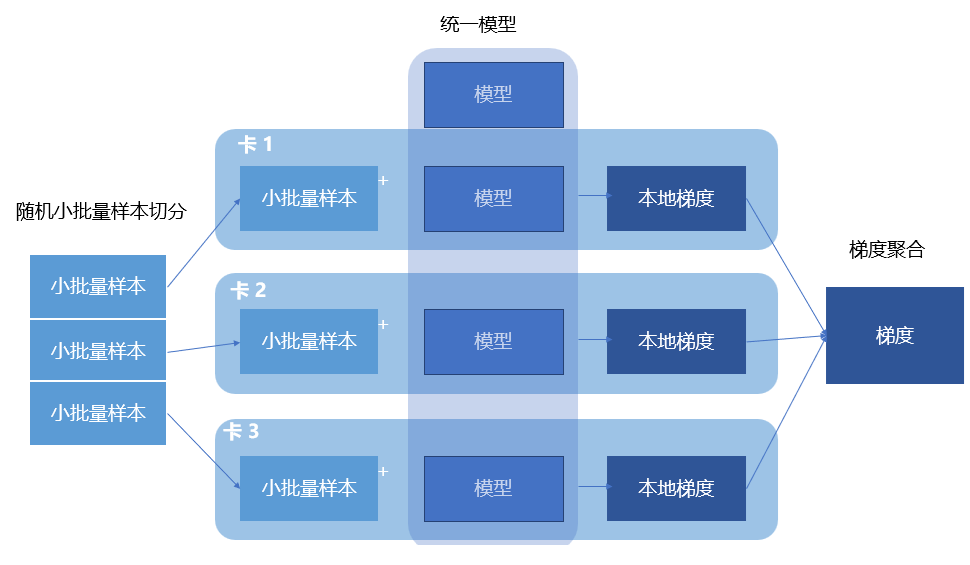 统一模型
模型
卡 1
小批量样本
+
模型
本地梯度
随机小批量样本切分
小批量样本
小批量样本
小批量样本
卡 2
小批量样本
+
模型
本地梯度
梯度聚合
梯度
卡 3
小批量样本
+
模型
本地梯度